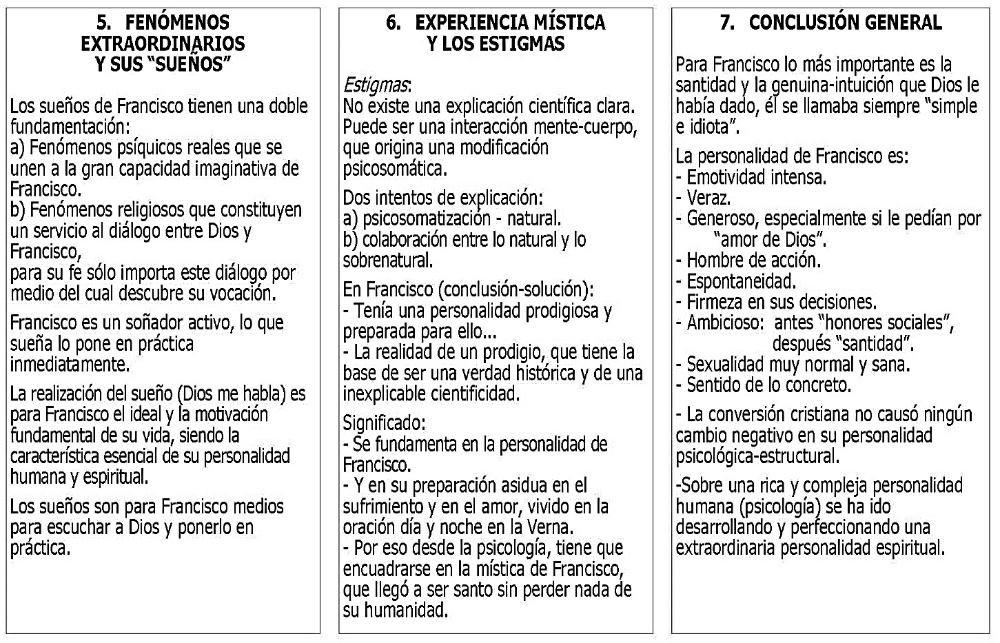 5. FENÓMENOS
EXTRAORDINARIOS
Y SUS “SUEÑOS”
Los sueños de Francisco tienen una doble
fundamentación:
a) Fenómenos psíquicos reales que se
unen a la gran capacidad imaginativa de
Francisco.
b) Fenómenos religiosos que constituyen
un servicio al diálogo entre Dios y
Francisco,
para su fe sólo importa este diálogo por
medio del cual descubre su vocación.
Francisco es un soñador activo, lo que
sueña lo pone en práctica
inmediatamente.
La realización del sueño (Dios me habla) es
para Francisco el ideal y la motivación
fundamental de su vida, siendo la
característica esencial de su personalidad
humana y espiritual.
Los sueños son para Francisco medios
para escuchar a Dios y ponerlo en
práctica.
6. EXPERIENCIA MÍSTICA
Y LOS ESTIGMAS
Estigmas:
No existe una explicación científica clara.
Puede ser una interacción mente-cuerpo,
que origina una modificación
psicosomática.
Dos intentos de explicación:
a) psicosomatización - natural.
b) colaboración entre lo natural y lo
sobrenatural.
En Francisco (conclusión-solución):
- Tenía una personalidad prodigiosa y
preparada para ello...
- La realidad de un prodigio, que tiene la
base de ser una verdad histórica y de una
inexplicable cientificidad.
Significado:
- Se fundamenta en la personalidad de
Francisco.
- Y en su preparación asidua en el
sufrimiento y en el amor, vivido en la
oración día y noche en la Verna.
- Por eso desde la psicología, tiene que
encuadrarse en la mística de Francisco,
que llegó a ser santo sin perder nada de
su humanidad.
7. CONCLUSIÓN GENERAL
Para Francisco lo más importante es la
santidad y la genuina-intuición que Dios le
había dado, él se llamaba siempre “simple
e idiota”.
La personalidad de Francisco es:
- Emotividad intensa.
- Veraz.
- Generoso, especialmente si le pedían por
“amor de Dios”.
- Hombre de acción.
- Espontaneidad.
- Firmeza en sus decisiones.
- Ambicioso: antes “honores sociales”,
después “santidad”.
- Sexualidad muy normal y sana.
- Sentido de lo concreto.
- La conversión cristiana no causó ningún
cambio negativo en su personalidad
psicológica-estructural.
-Sobre una rica y compleja personalidad
humana (psicología) se ha ido
desarrollando y perfeccionando una
extraordinaria personalidad espiritual.